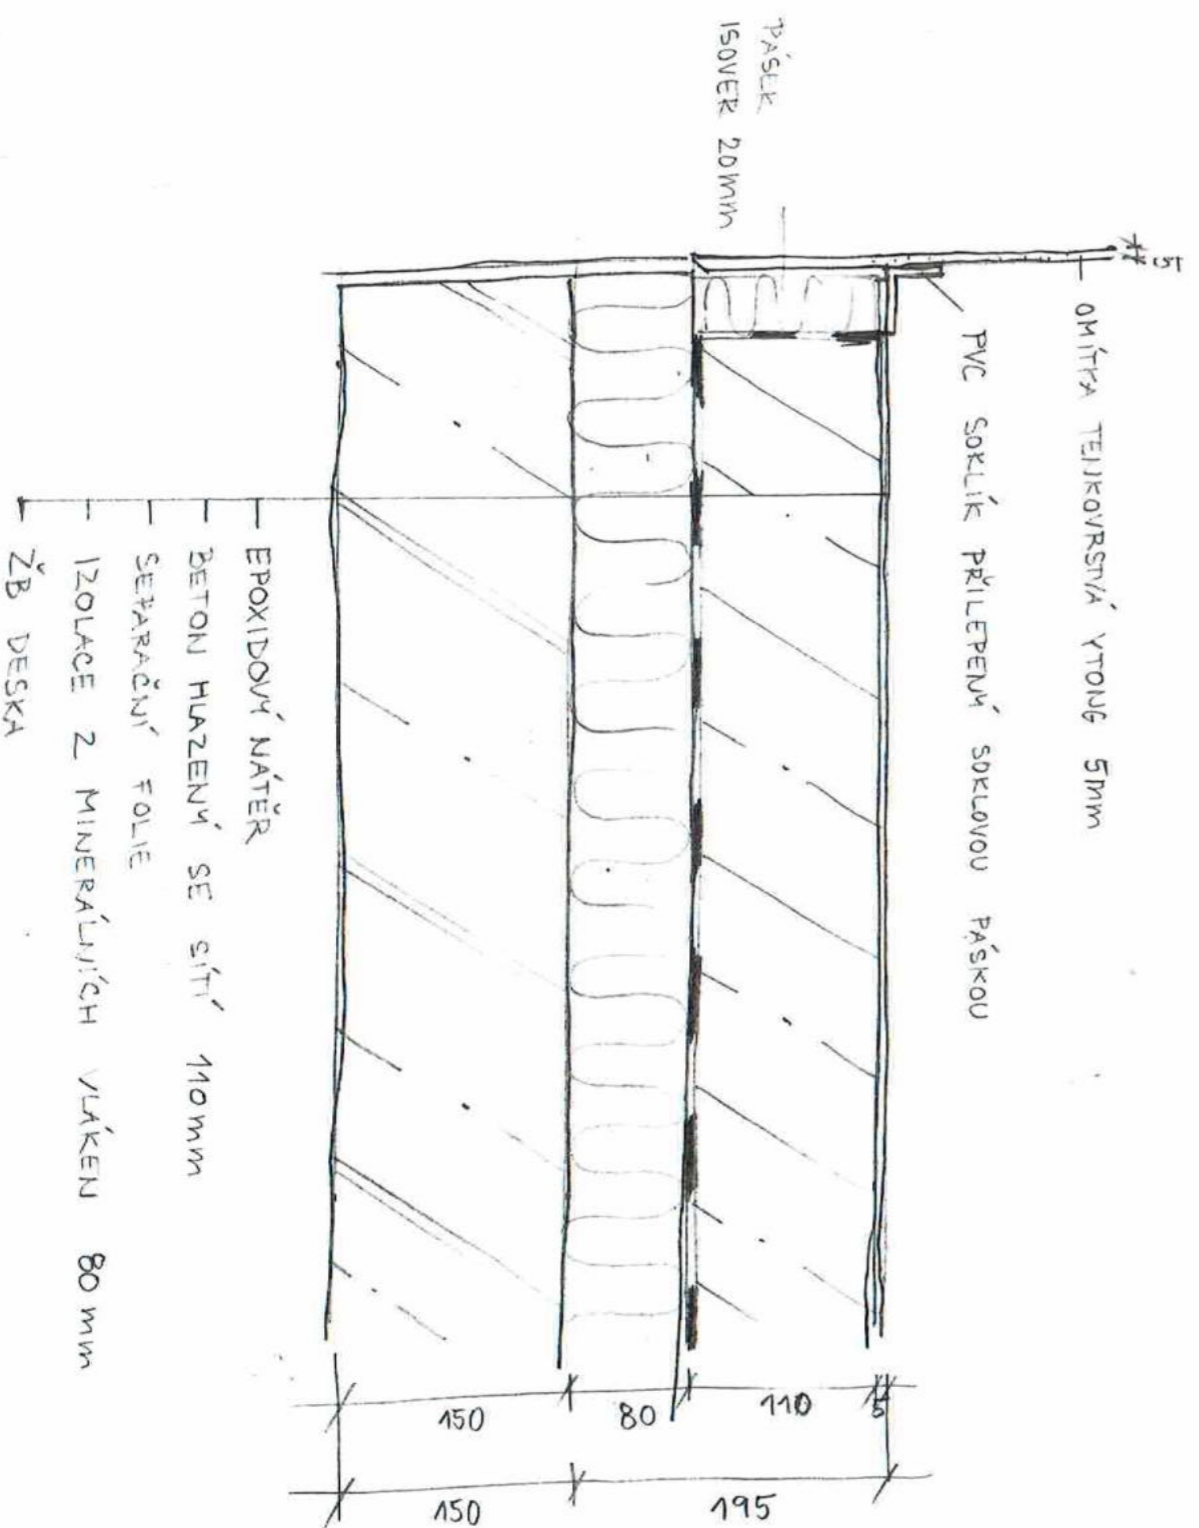 5
OMÍTKA TENKOVRSTVÁ YTONG 5mm
PVC SOKLÍK PŘILEPENÝ SOKLOVOU PÁSKOU
PÁSEK
ISOVER 20mm
EPOXIDOVÝ NÁTĚR
BETON HLAZENÝ SE SÍTÍ 110mm
SEPARAČNÍ FOLIE
IZOLACE Z MINERÁLNÍCH VLÁKEN 80mm
ŽB DESKA
5
110
80
150
195
150